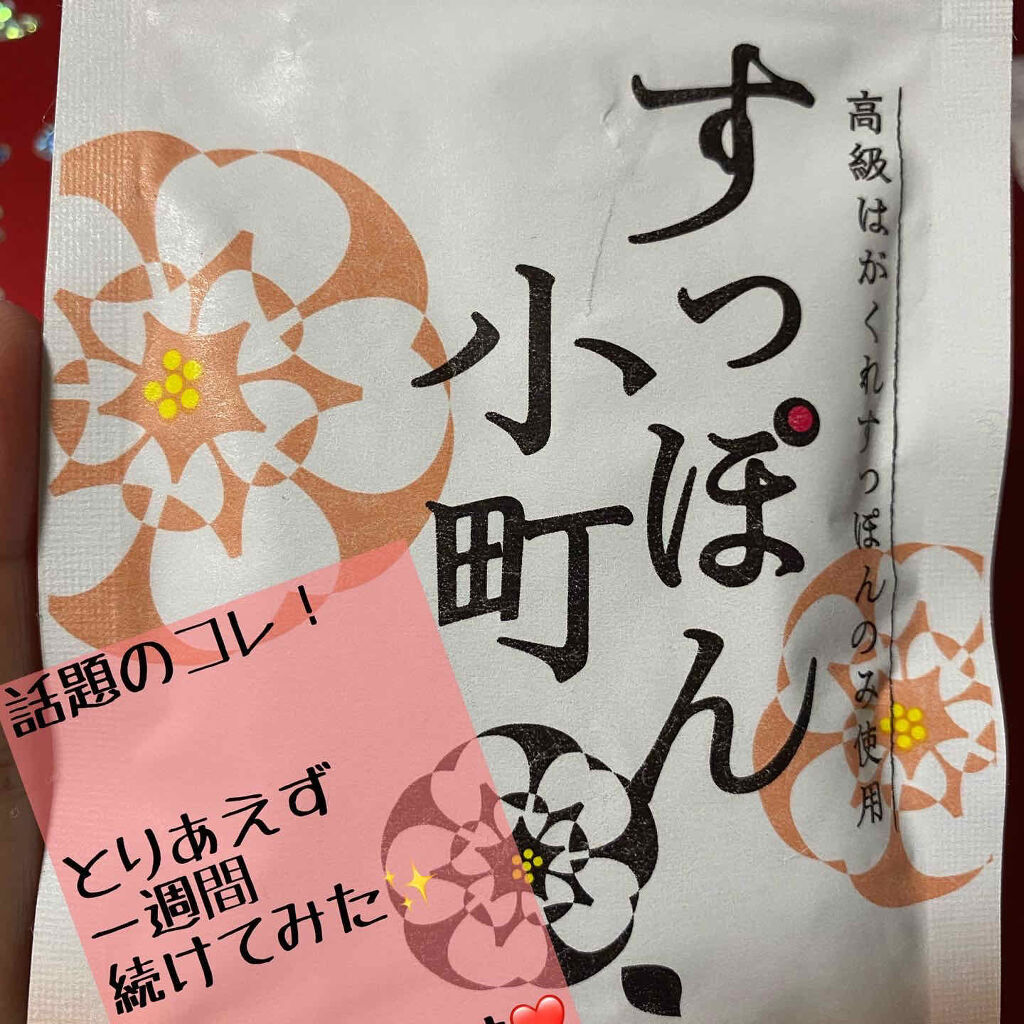 高級はがくれすっぽんのみ使用
すっぽん
小町
話題のコレ！
とりあえず
一週間
続けてみた✨
❤️